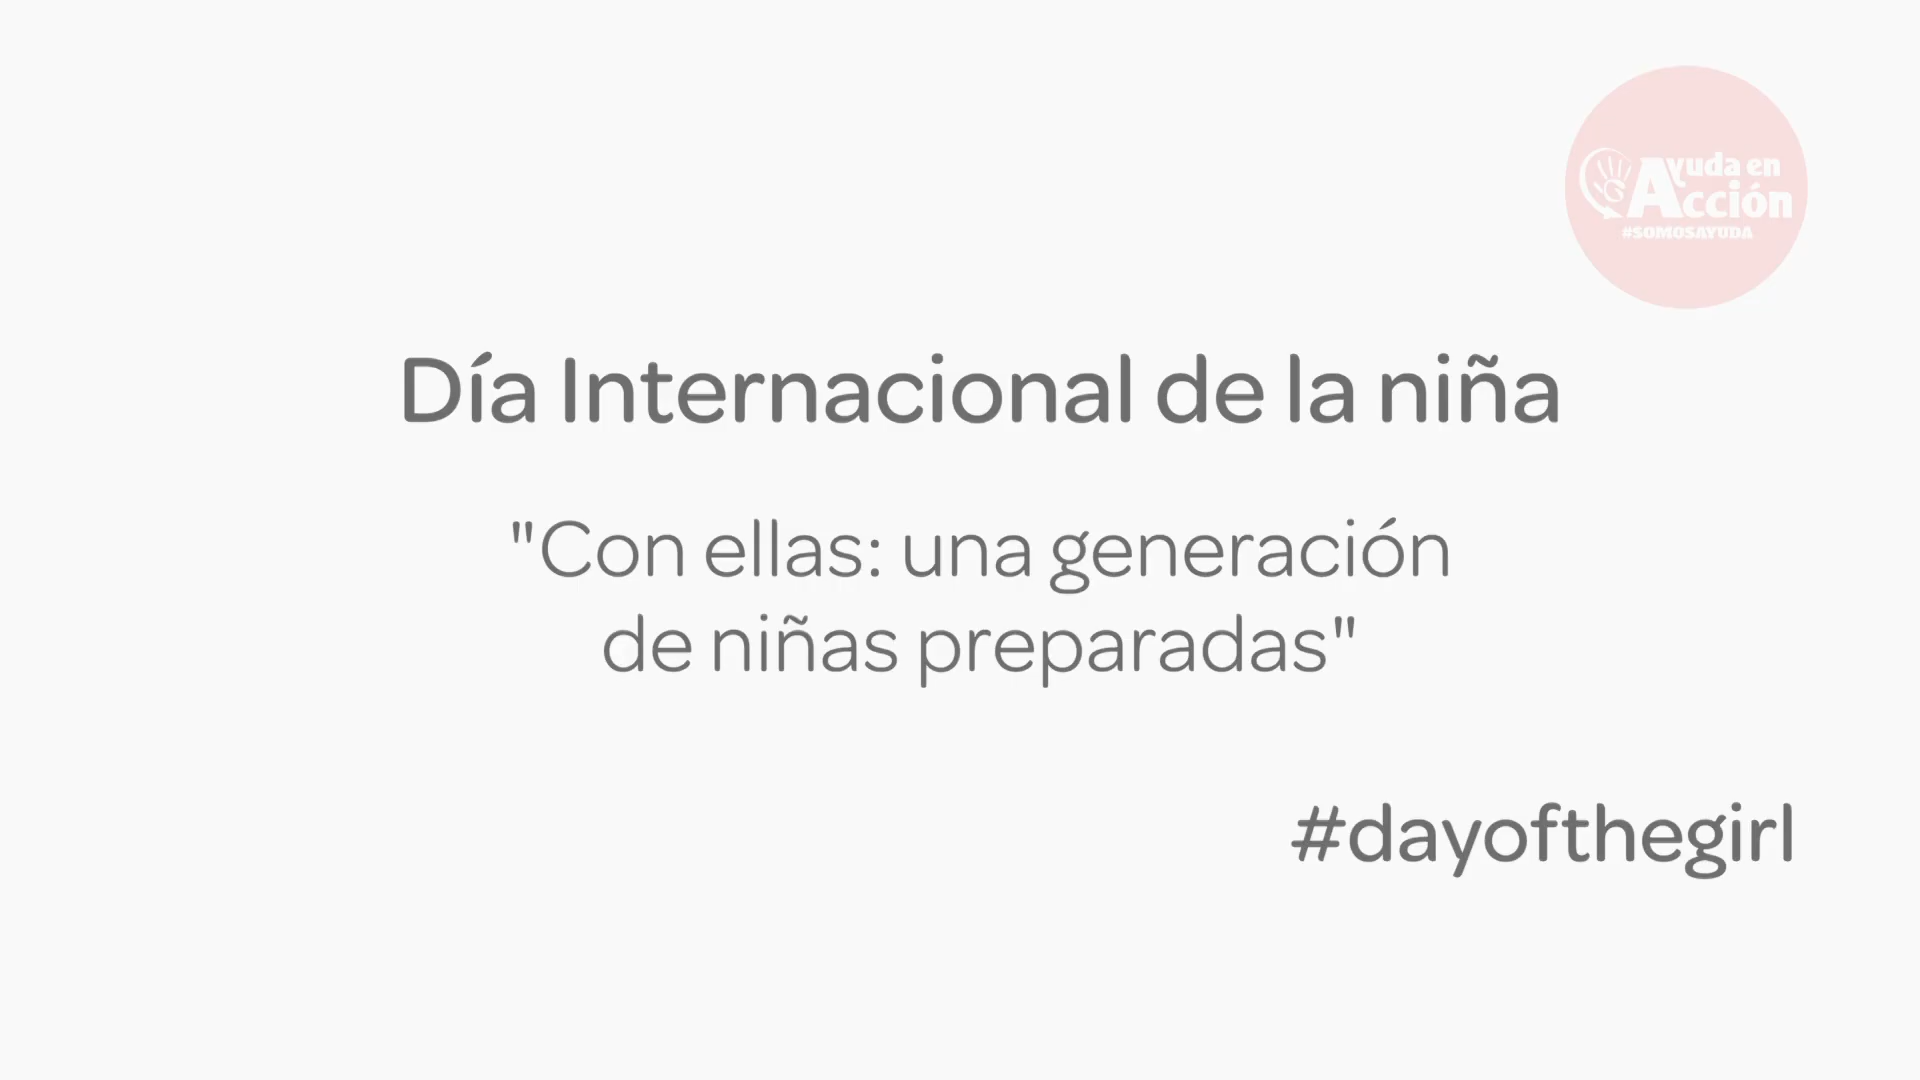 Ayuda en
Acción
#SOMOSAYUDA
Día Internacional de la niña
"Con ellas: una generación
de niñas preparadas"
#dayofthegirl